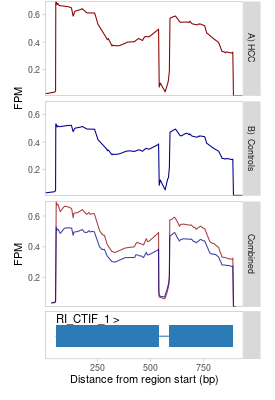 0.6
0.4
0.2
A) HCC
FPM
0.6
0.4
0.2
B): Controls
0.6
0.4
0.2
Combined
FPM
RI_CTIF_1 >
250 500 750
Distance from region start (bp)